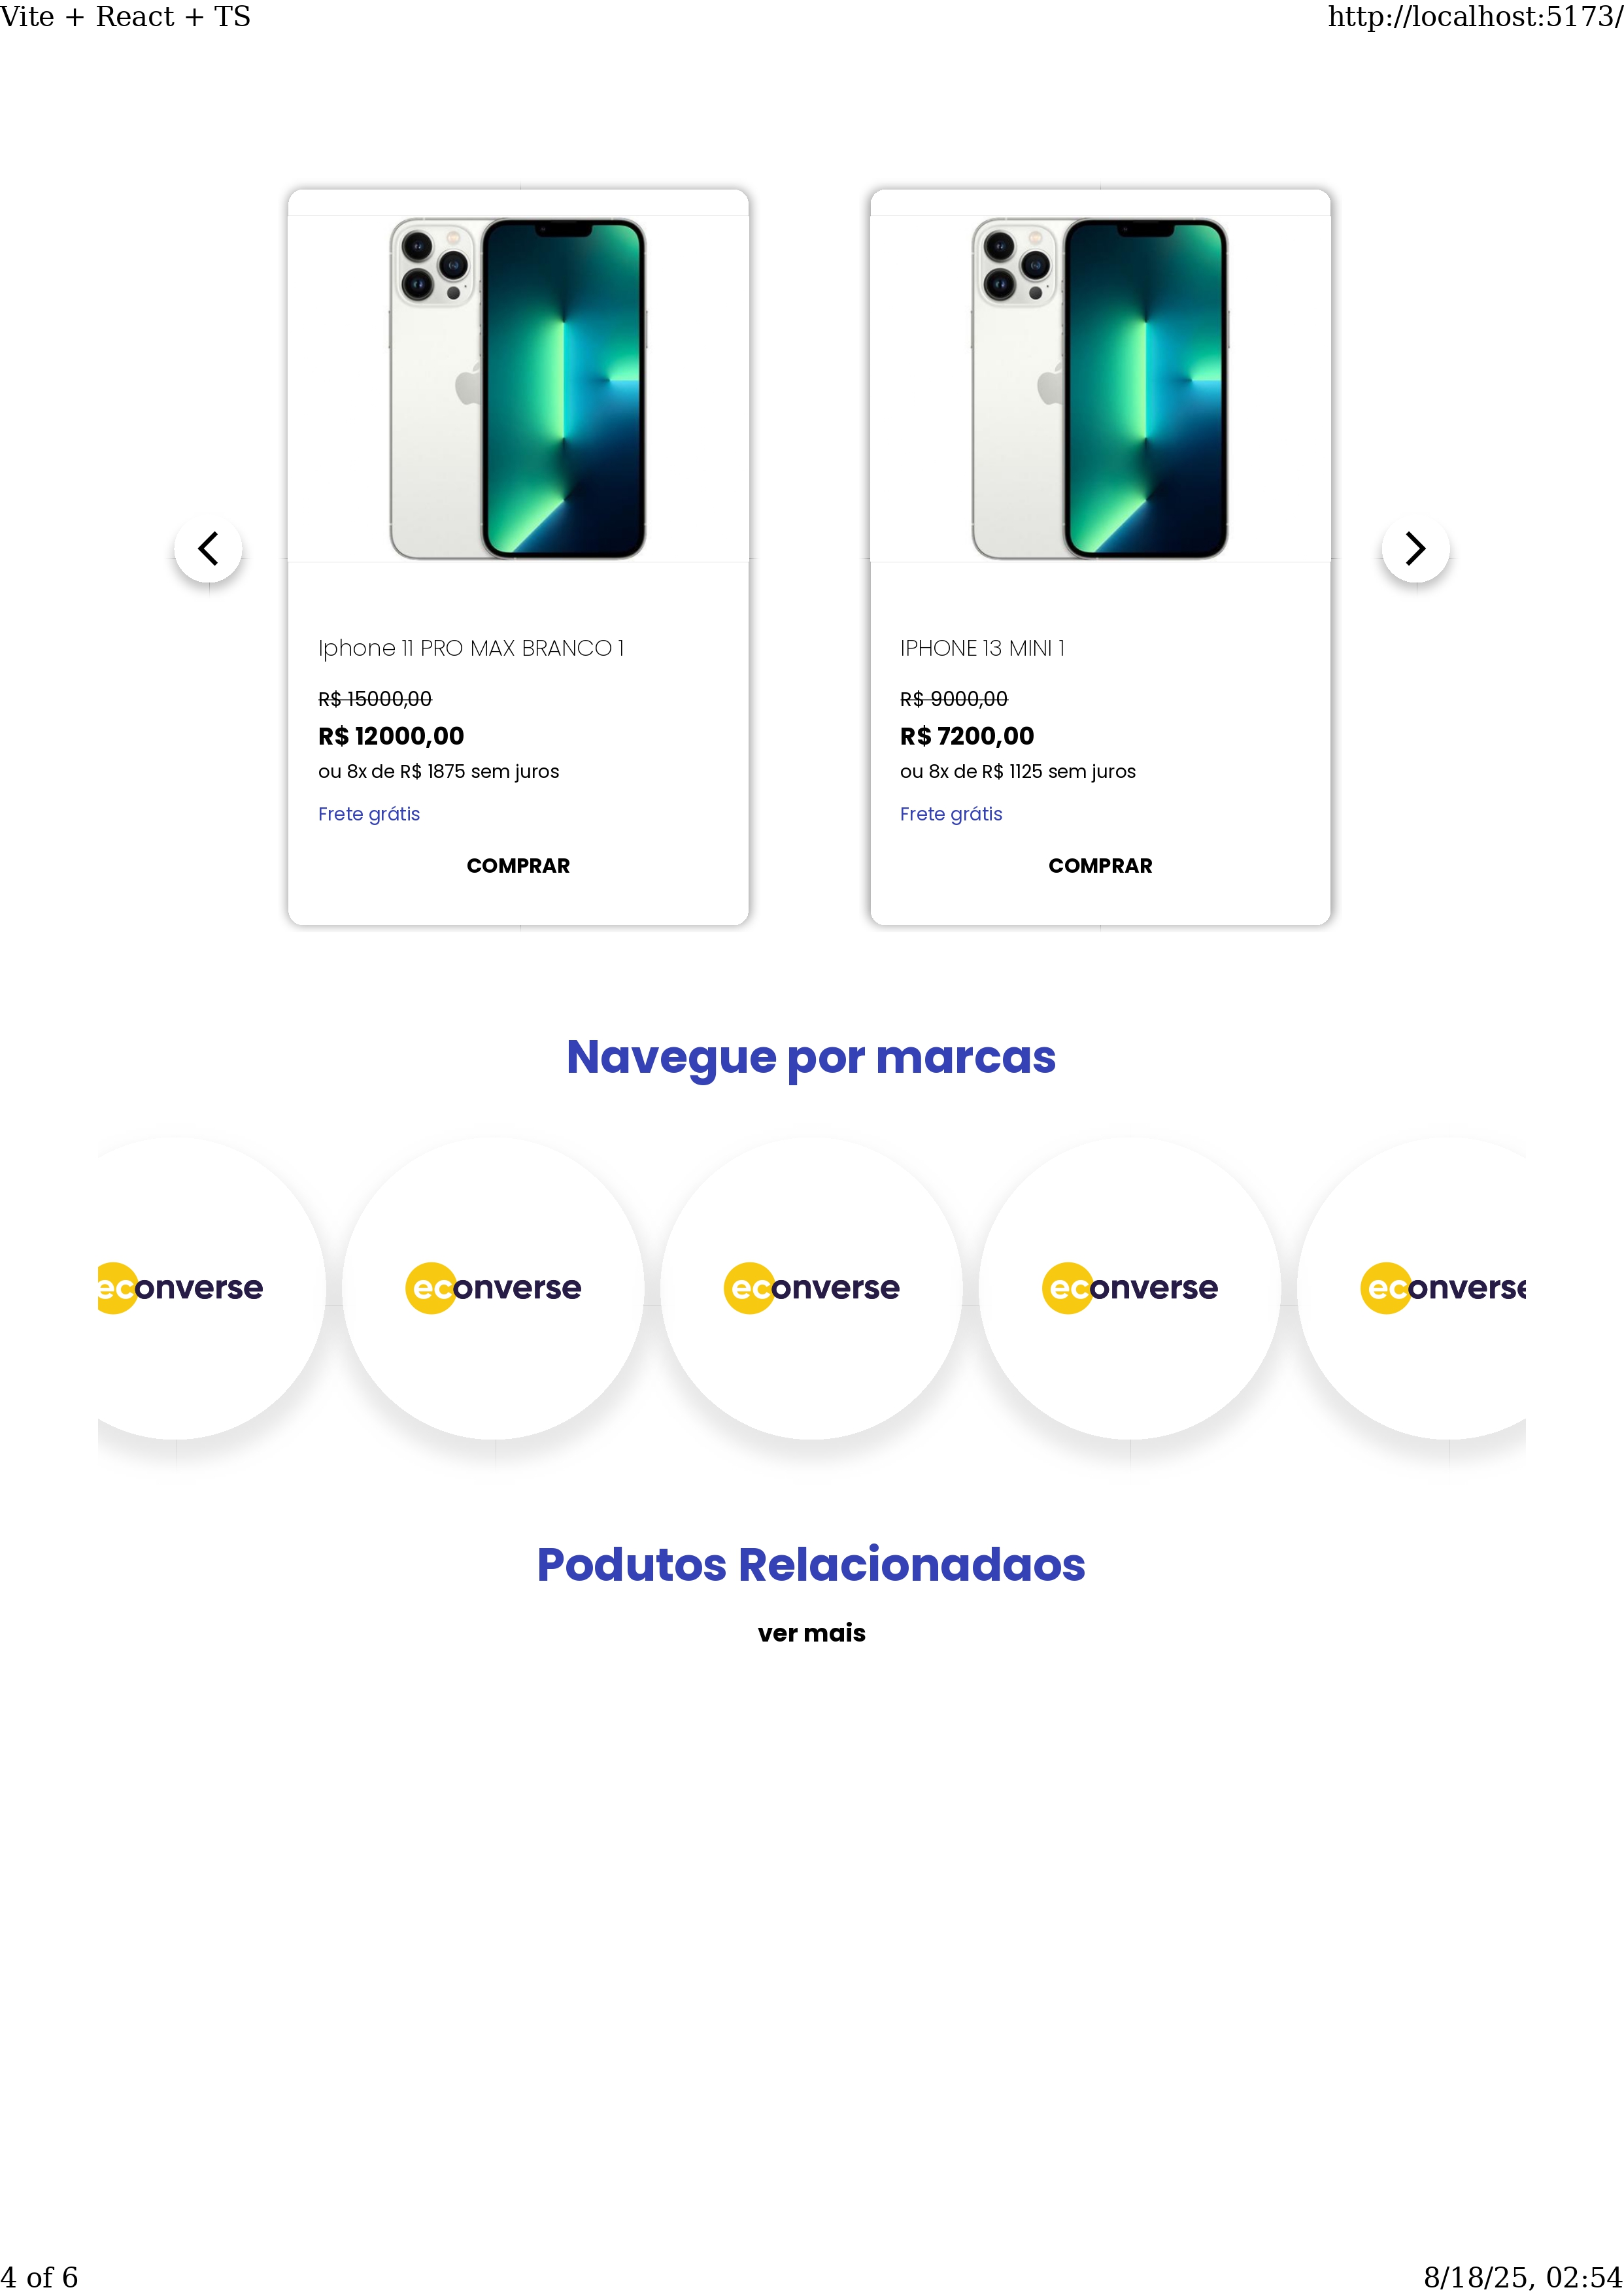 Vite + React + TS http://localhost:5173/
Iphone 11 PRO MAX BRANCO 1
R$ 15000,00
R$ 12000,00
ou 8x de R$ 1875 sem juros
Frete grátis
COMPRAR
IPHONE 13 MINI 1
R$ 9000,00
R$ 7200,00
ou 8x de R$ 1125 sem juros
Frete grátis
COMPRAR
Navegue por marcas
econverse econverse econverse econverse econverse
Podutos Relacionadaos
ver mais
4 of 6 8/18/25, 02:54